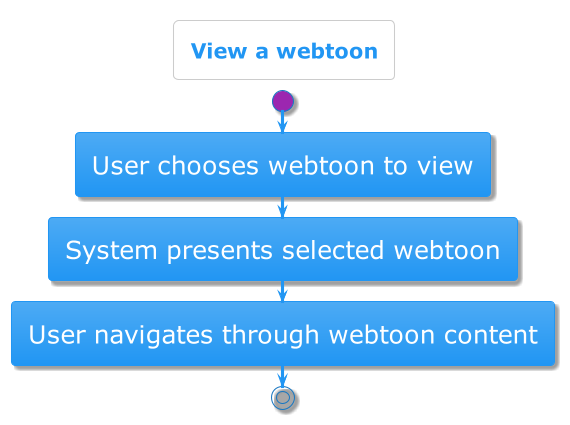 View a webtoon
User chooses webtoon to view
System presents selected webtoon
User navigates through webtoon content